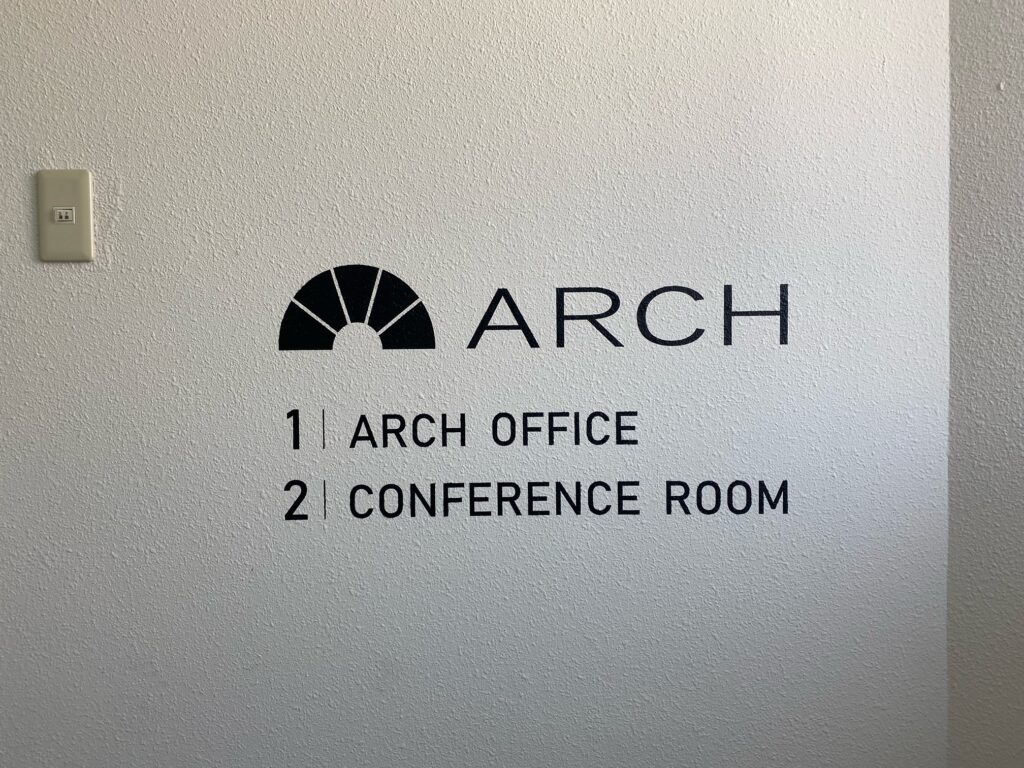 ARCH
1 | ARCH OFFICE
2 | CONFERENCE ROOM